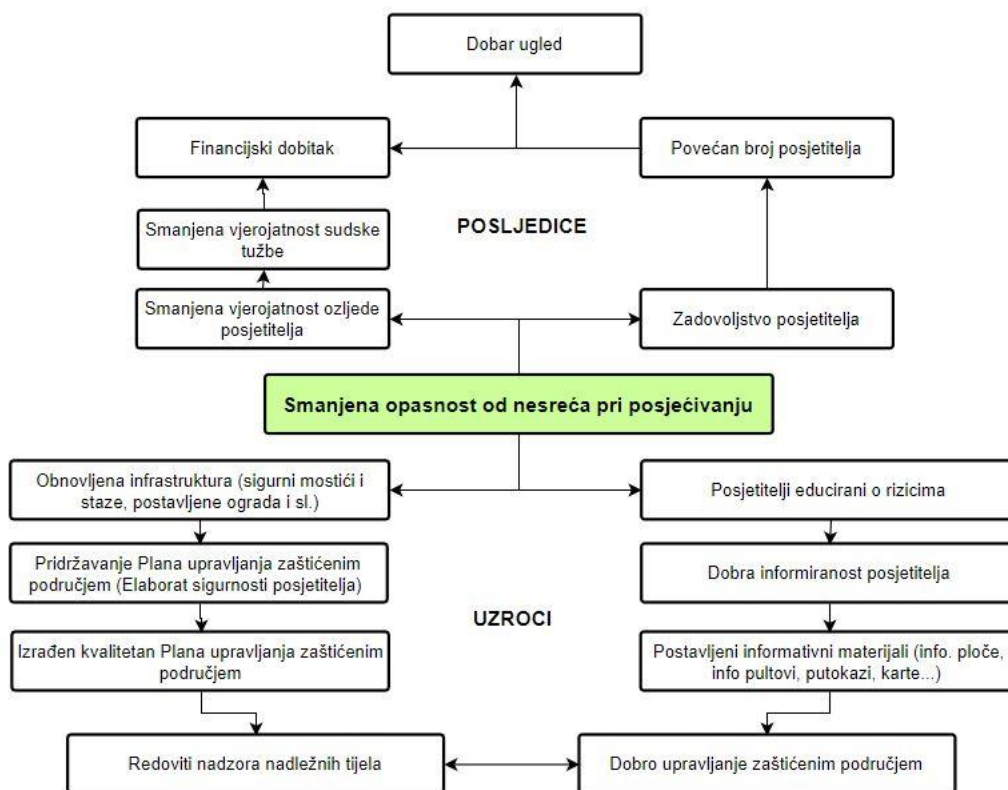 Dobar ugled
Financijski dobitak
Povećan broj posjetitelja
POSLJEDICE
Smanjena vjerojatnost sudske
tužbe
Smanjena vjerojatnost ozljede
posjetitelja
Zadovoljstvo posjetitelja
Smanjena opasnost od nesreća pri posjećivanju
Obnovljena infrastruktura (sigurni mostići i
staze, postavljene ograda i sl.)
Posjetitelji educirani o rizicima
Pridržavanje Plana upravljanja zaštićenim
područjem (Elaborat sigurnosti posjetitelja)
Dobra informiranost posjetitelja
UZROCI
Izrađen kvalitetan Plana upravljanja zaštićenim
područjem
Postavljeni informativni materijali (info. ploče,
info pultovi, putokazi, karte...)
Redoviti nadzora nadležnih tijela
Dobro upravljanje zaštićenim područjem